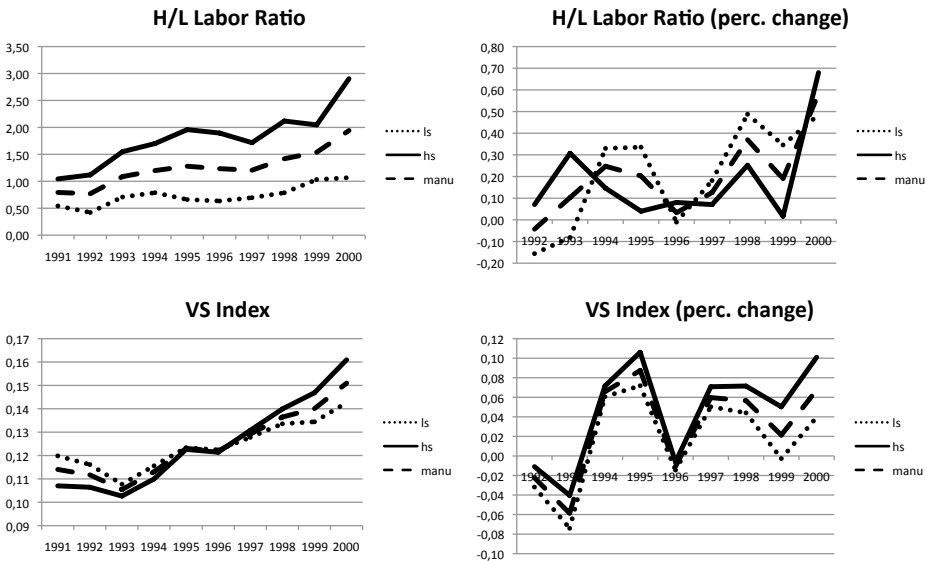 H/L Labor Ratio
3,50
3,00
2,50
2,00
1,50
1,00
0,50
0,00
1991 1992 1993 1994 1995 1996 1997 1998 1999 2000
ls
hs
manu
H/L Labor Ratio (perc. change)
0,80
0,70
0,60
0,50
0,40
0,30
0,20
0,10
0,00
-0,10
-0,20
1992 1993 1994 1995 1996 1997 1998 1999 2000
ls
hs
manu
VS Index
0,17
0,16
0,15
0,14
0,13
0,12
0,11
0,10
0,09
1991 1992 1993 1994 1995 1996 1997 1998 1999 2000
ls
hs
manu
VS Index (perc. change)
0,12
0,10
0,08
0,06
0,04
0,02
0,00
-0,02
-0,04
-0,06
-0,08
-0,10
1992 1993 1994 1995 1996 1997 1998 1999 2000
ls
hs
manu